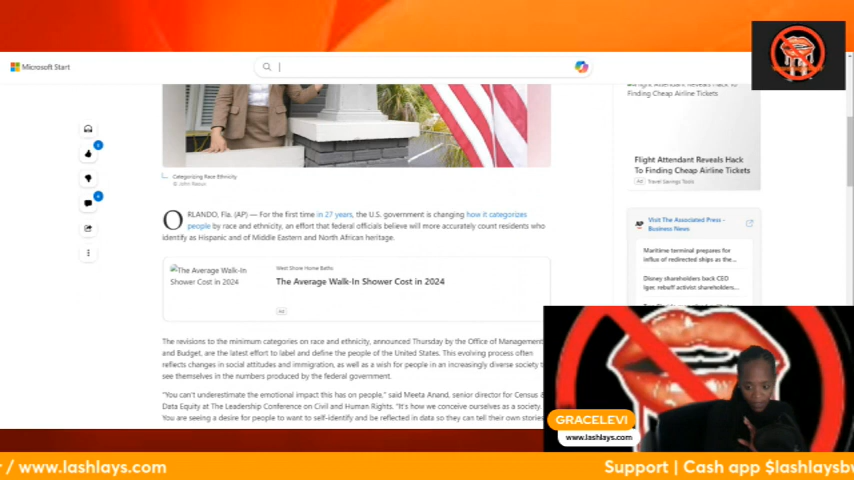 Microsoft Start
Flight Attendant Reveals Hack To
Finding Cheap Airline Tickets
Flight Attendant Reveals Hack
To Finding Cheap Airline Tickets
Ad Travel Savings Tools
Categorizing Race Ethnicity
© John Raoux
ORLANDO, Fla. (AP) — For the first time in 27 years, the U.S. government is changing how it categorizes
people by race and ethnicity, an effort that federal officials believe will more accurately count residents who
identify as Hispanic and of Middle Eastern and North African heritage.
The Average Walk-In
Shower Cost in 2024
West Shore Home Baths
The Average Walk-In Shower Cost in 2024
Ad
AP
Visit The Associated Press -
Business News
Maritime terminal prepares for
influx of redirected ships as the...
Disney shareholders back CEO
Iger, rebuff activist shareholders...
The revisions to the minimum categories on race and ethnicity, announced Thursday by the Office of Management
and Budget, are the latest effort to label and define the people of the United States. This evolving process often
reflects changes in social attitudes and immigration, as well as a wish for people in an increasingly diverse society
see themselves in the numbers produced by the federal government.
"You can't underestimate the emotional impact this has on people," said Meeta Anand, senior director for Census &
Data Equity at The Leadership Conference on Civil and Human Rights. "It's how we conceive ourselves as a society.
You are seeing a desire for people to want to self-identify and be reflected in data so they can tell their own stories
GRACELEVI
www.lashlays.com
/ www.lashlays.com
Support | Cash app $lashlaysbw